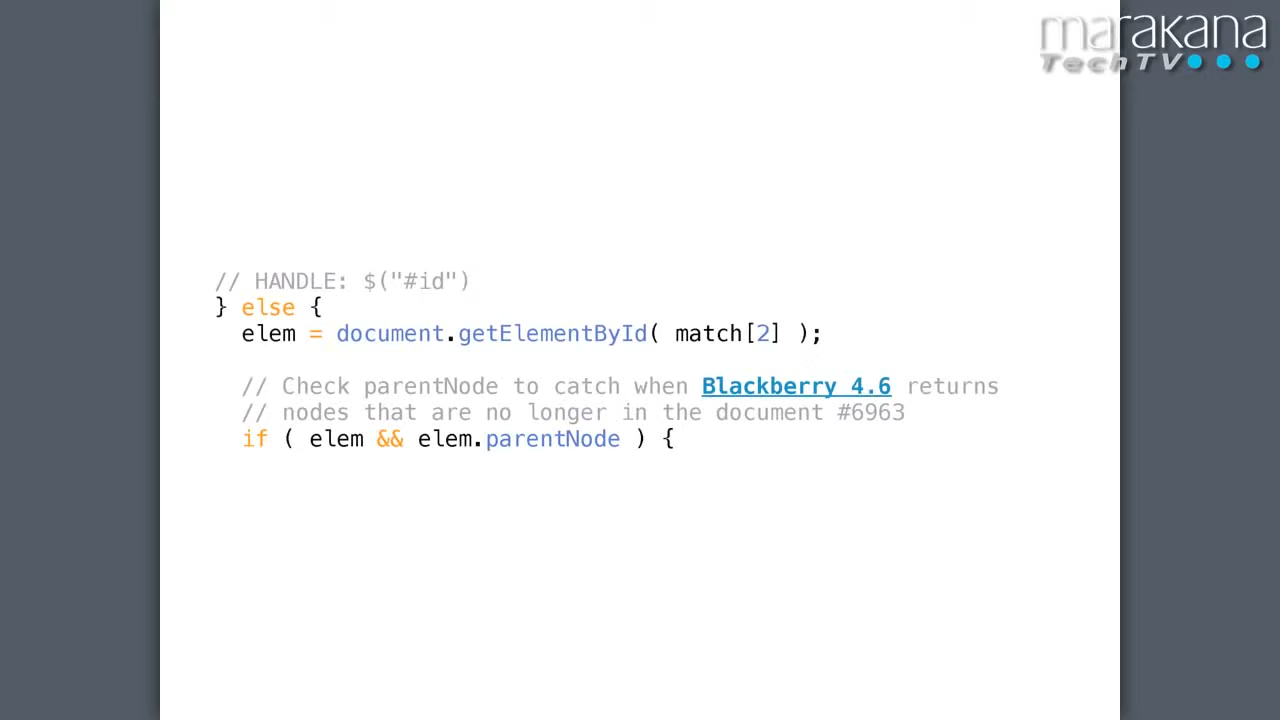 marakana
TechTV
// HANDLE: $("#id")
} else {
  elem = document.getElementById( match[2] );
  // Check parentNode to catch when Blackberry 4.6 returns
  // nodes that are no longer in the document #6963
  if ( elem && elem.parentNode ) {